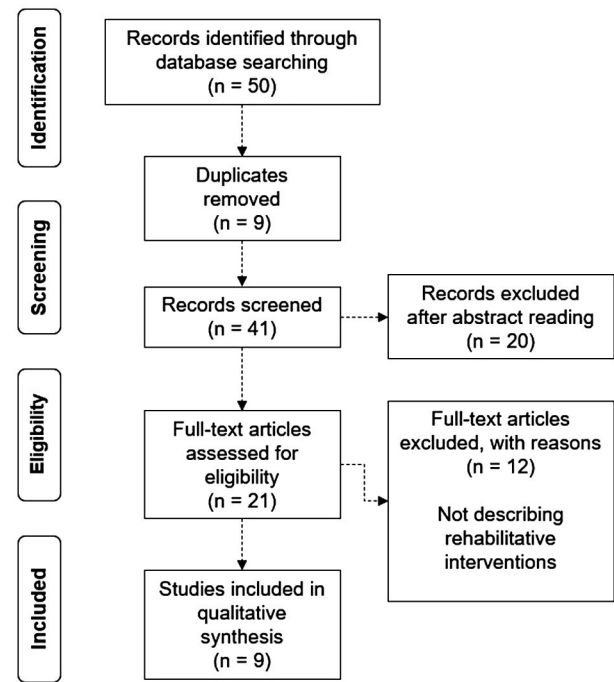 Identification
Records identified through
database searching
(n = 50)
Duplicates
removed
(n = 9)
Screening
Records screened
(n = 41)
Records excluded
after abstract reading
(n = 20)
Eligibility
Full-text articles
assessed for
eligibility
(n = 21)
Full-text articles
excluded, with reasons
(n = 12)
Not describing
rehabilitative
interventions
Included
Studies included in
qualitative
synthesis
(n = 9)